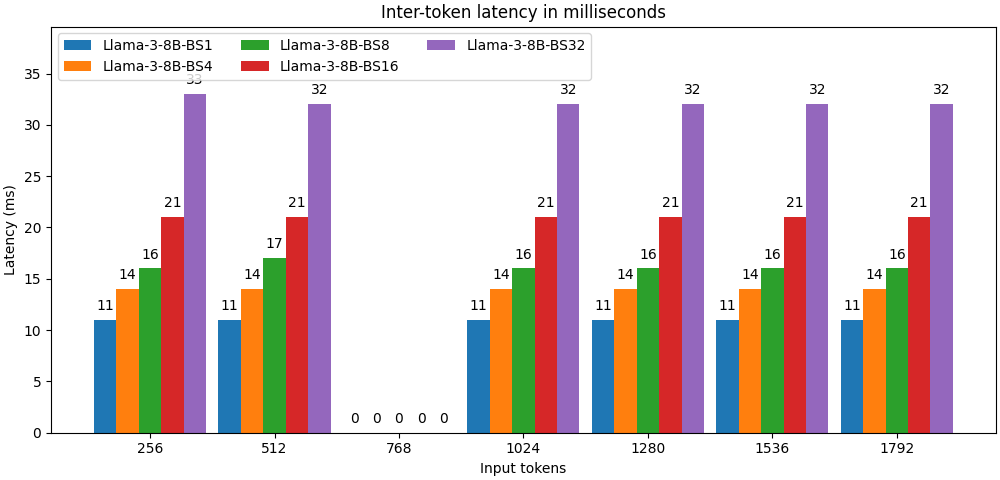 Inter-token latency in milliseconds
Llama-3-8B-BS1 Llama-3-8B-BS8 Llama-3-8B-BS32
Llama-3-8B-BS4 Llama-3-8B-BS16
Latency (ms)
35
30
25
20
15
10
5
0
11 14 16 21 33
11 14 17 21 32
0 0 0 0 0
11 14 16 21 32
11 14 16 21 32
11 14 16 21 32
11 14 16 21 32
256 512 768 1024 1280 1536 1792
Input tokens